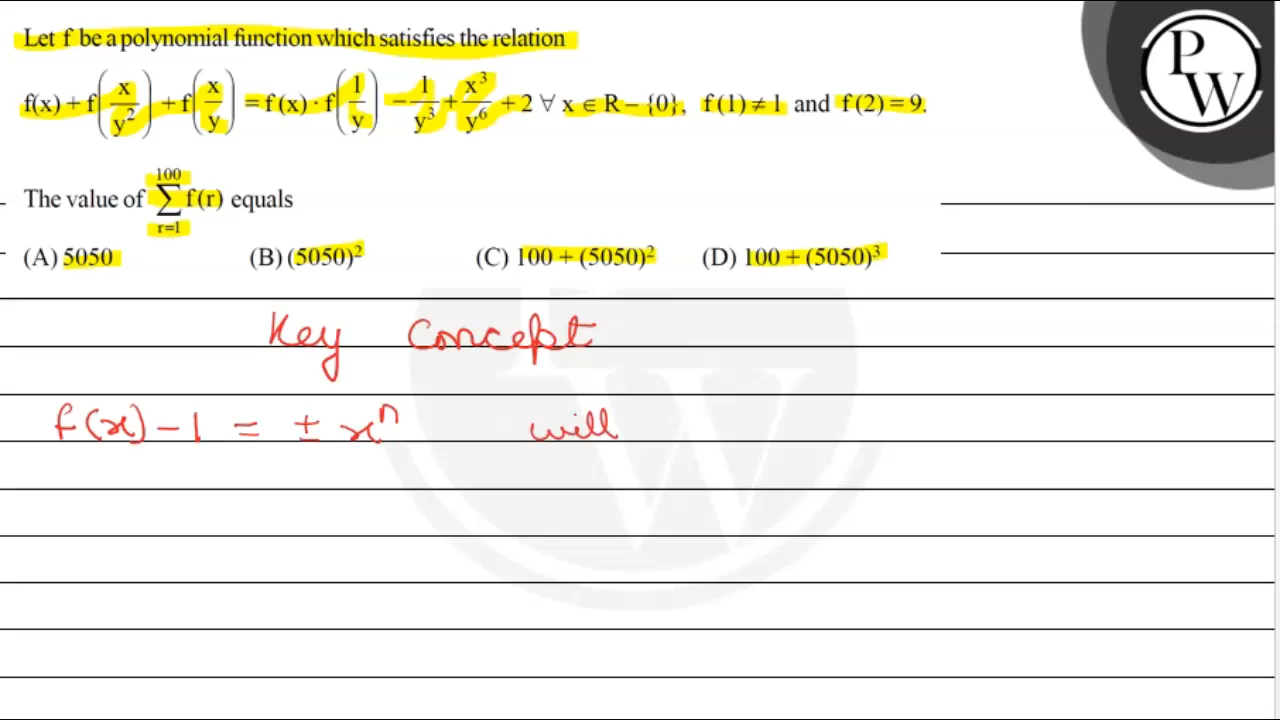 Let f be a polynomial function which satisfies the relation
f(x) + f(x/y²) + f(x/y) = f(x) · f(1/y) − 1/y³ + x³/y⁶ + 2 ∀ x ∈ R – {0}, f(1) ≠ 1 and f(2) = 9.
The value of ∑_{r=1}^{100} f(r) equals
(A) 5050 (B) (5050)² (C) 100 + (5050)² (D) 100 + (5050)³
Key Concept
f(x) – 1 = ± xⁿ will
P
W